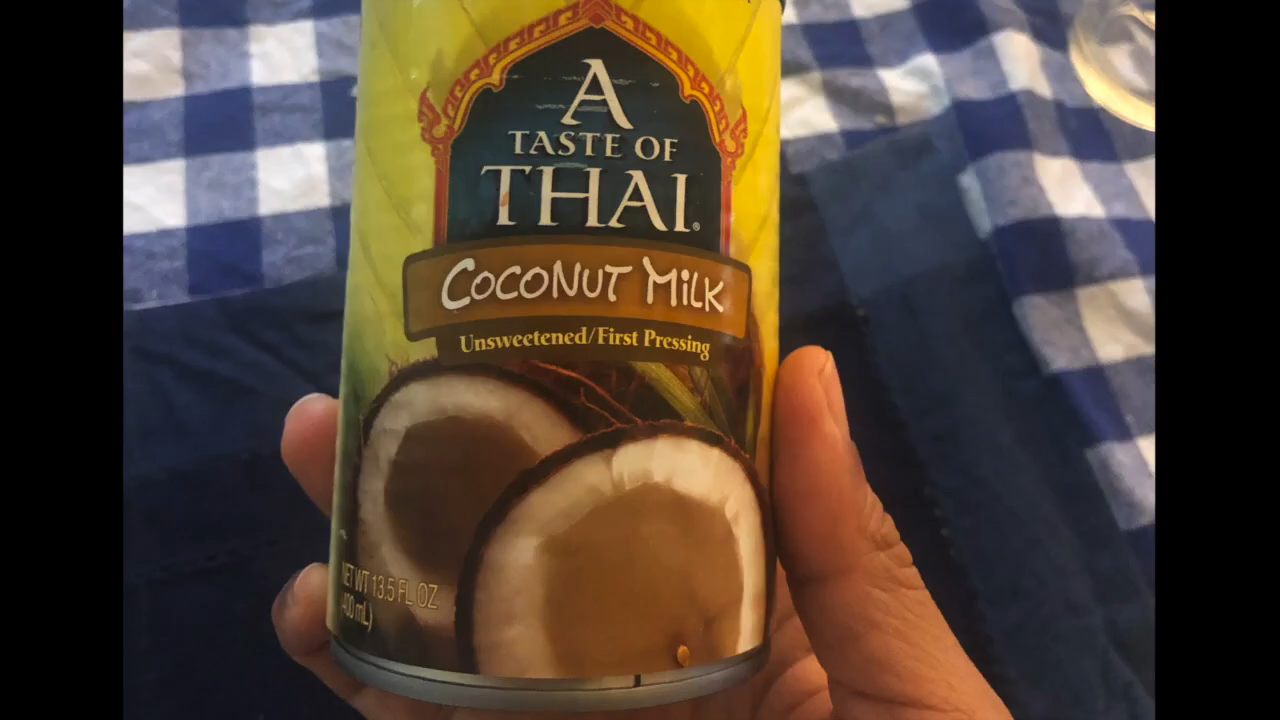 A
TASTE OF
THAI®
COCONUT MILK
Unsweetened/First Pressing
NET WT 13.5 FL OZ
(400 mL)